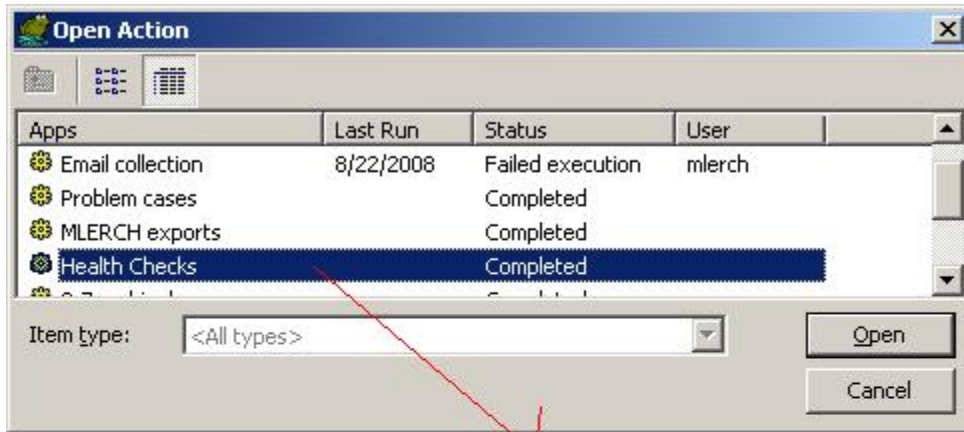 Open Action
Apps Last Run Status User
Email collection 8/22/2008 Failed execution mlerch
Problem cases Completed
MLERCH exports Completed
Health Checks Completed
Item type: <All types> Open
Cancel